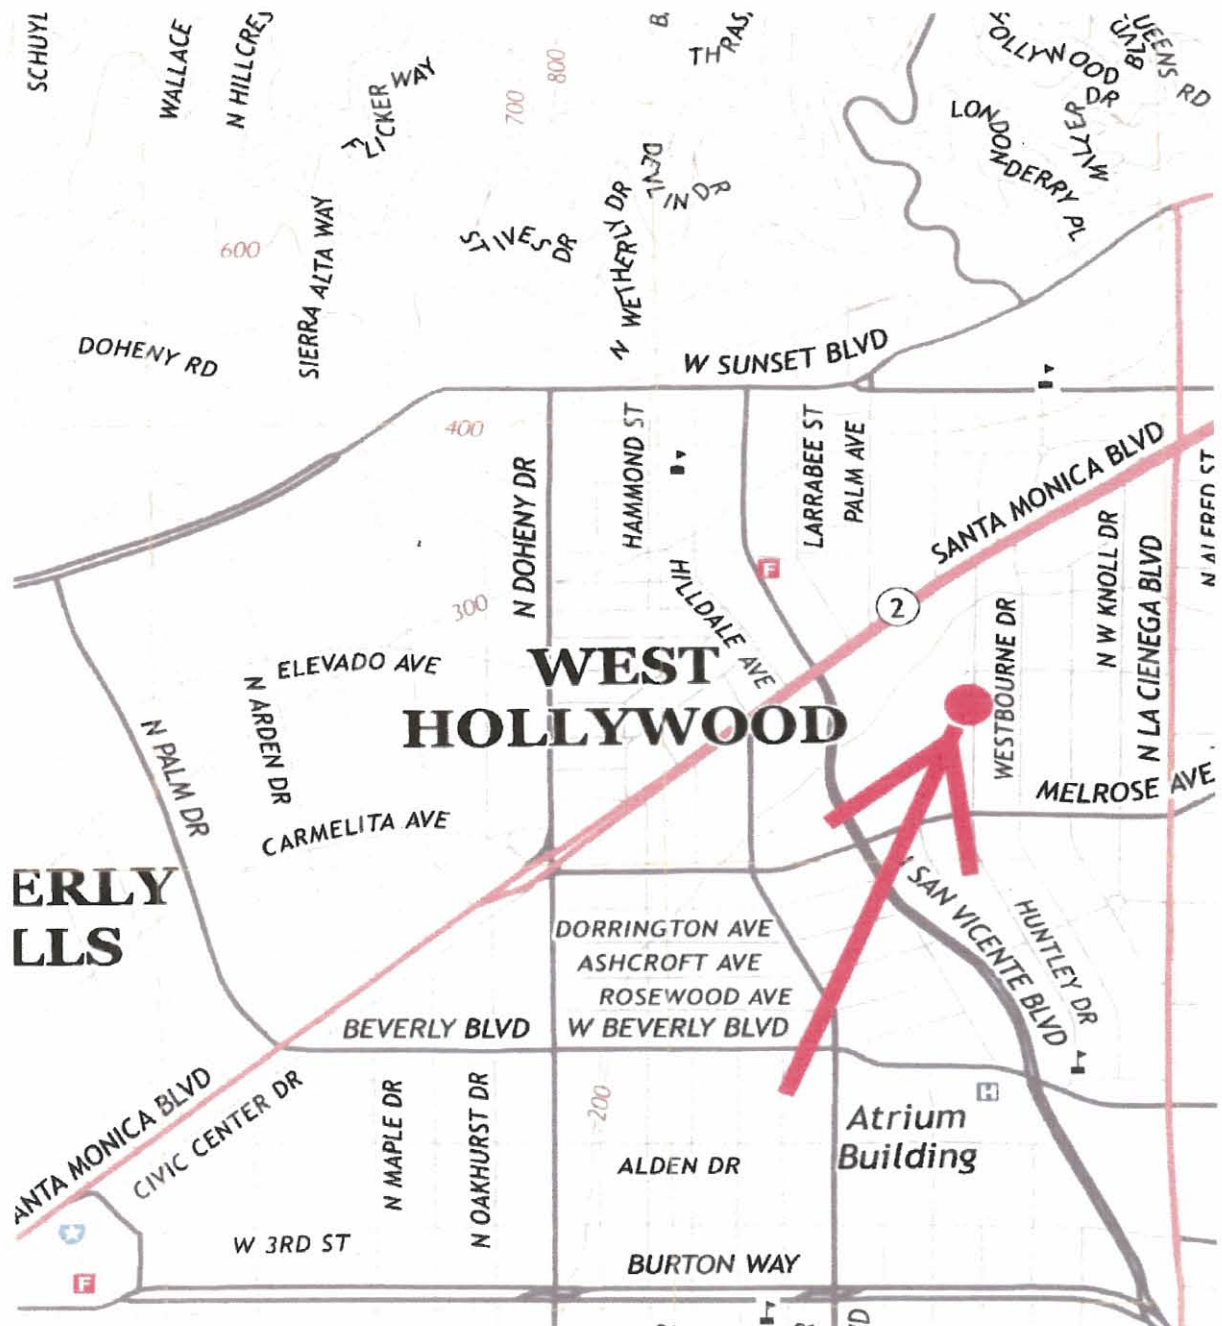 SCHUYL
WALLACE
N HILLCRES
FLICKER WAY
700
800
B
THRAS
HOLLYWOOD
BLVD
DR
QUEENS RD
LONDONDERRY PL
MILLER
600
SIERRA ALTA WAY
ST IVES DR
N WETHERLY DR
DEVLIN DR
DOHENY RD
W SUNSET BLVD
400
N DOHENY DR
HAMMOND ST
LARRABEE ST
PALM AVE
SANTA MONICA BLVD
N ALFRED ST
N W KNOLL DR
N LA CIENEGA BLVD
HILLDALE AVE
F
2
300
ELEVADO AVE
WEST
HOLLYWOOD
WESTBOURNE DR
N ARDEN DR
N PALM DR
CARMELITA AVE
MELROSE AVE
ERLY
LLS
DORRINGTON AVE
ASHCROFT AVE
ROSEWOOD AVE
N SAN VICENTE BLVD
HUNTLEY DR
BEVERLY BLVD
W BEVERLY BLVD
ANTA MONICA BLVD
CIVIC CENTER DR
N MAPLE DR
N OAKHURST DR
200
H
Atrium
Building
ALDEN DR
W 3RD ST
F
BURTON WAY